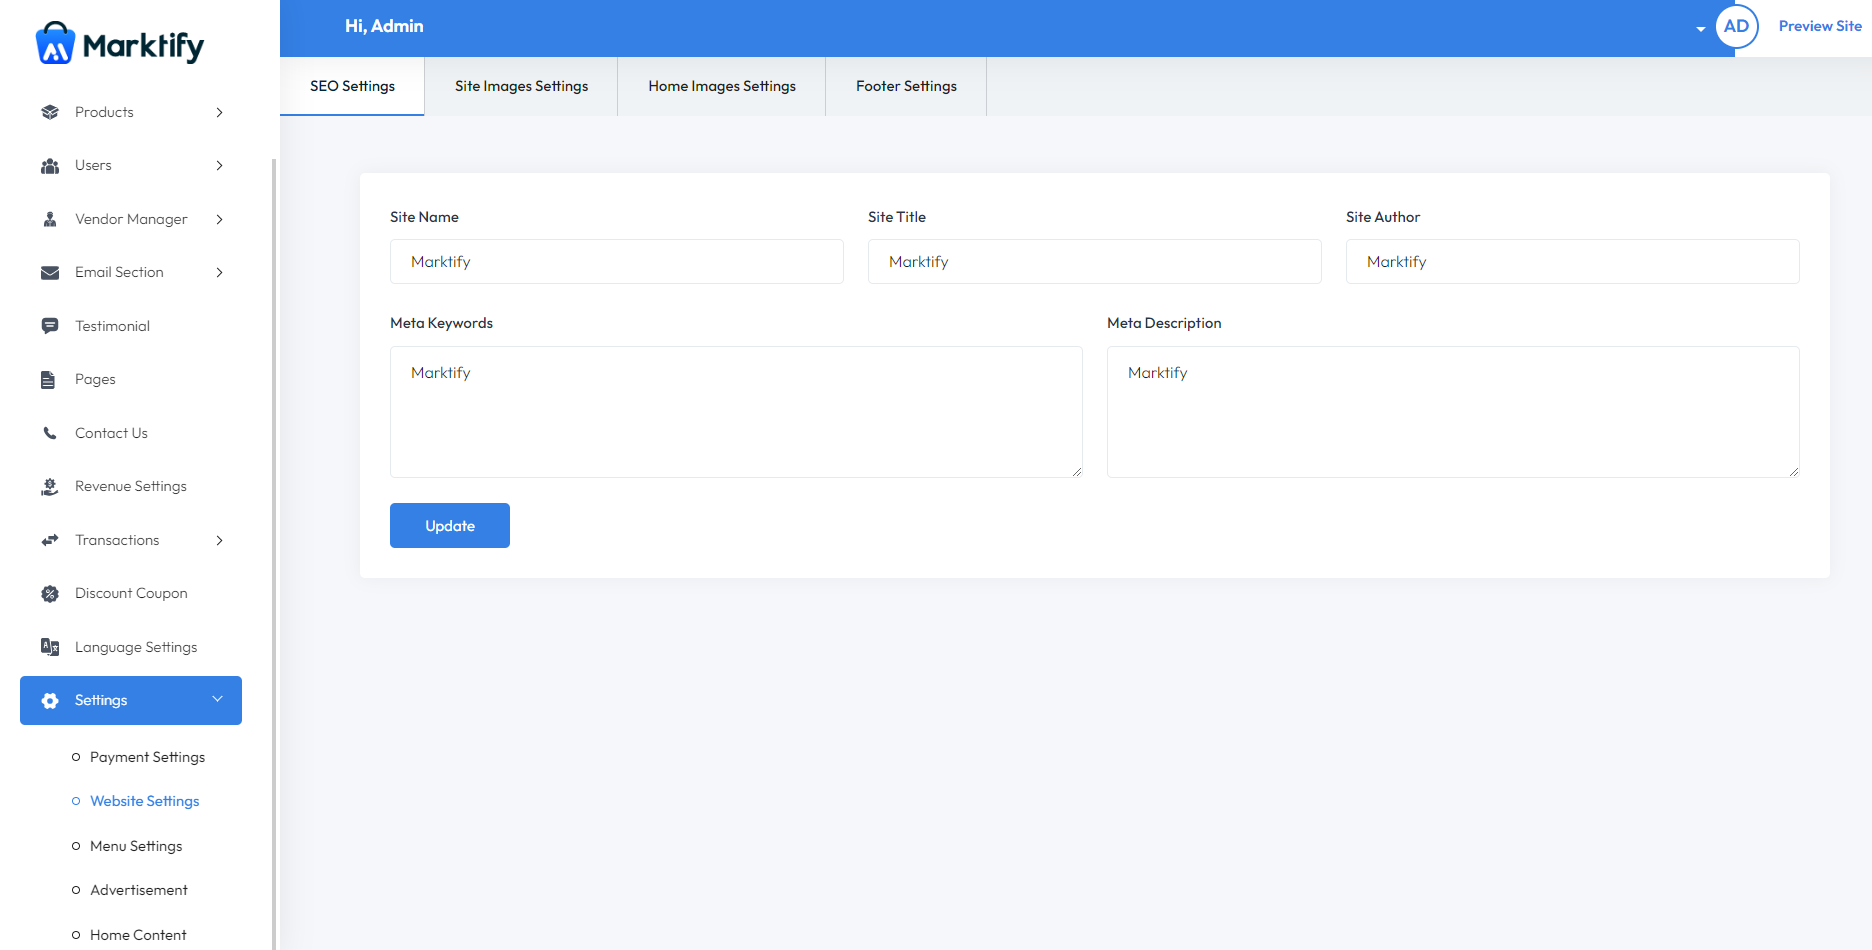 Marktify
Hi, Admin
AD
Preview Site
SEO Settings
Site Images Settings
Home Images Settings
Footer Settings
Products
Users
Vendor Manager
Email Section
Testimonial
Pages
Contact Us
Revenue Settings
Transactions
Discount Coupon
Language Settings
Settings
Payment Settings
Website Settings
Menu Settings
Advertisement
Home Content
Site Name
Marktify
Site Title
Marktify
Site Author
Marktify
Meta Keywords
Marktify
Meta Description
Marktify
Update